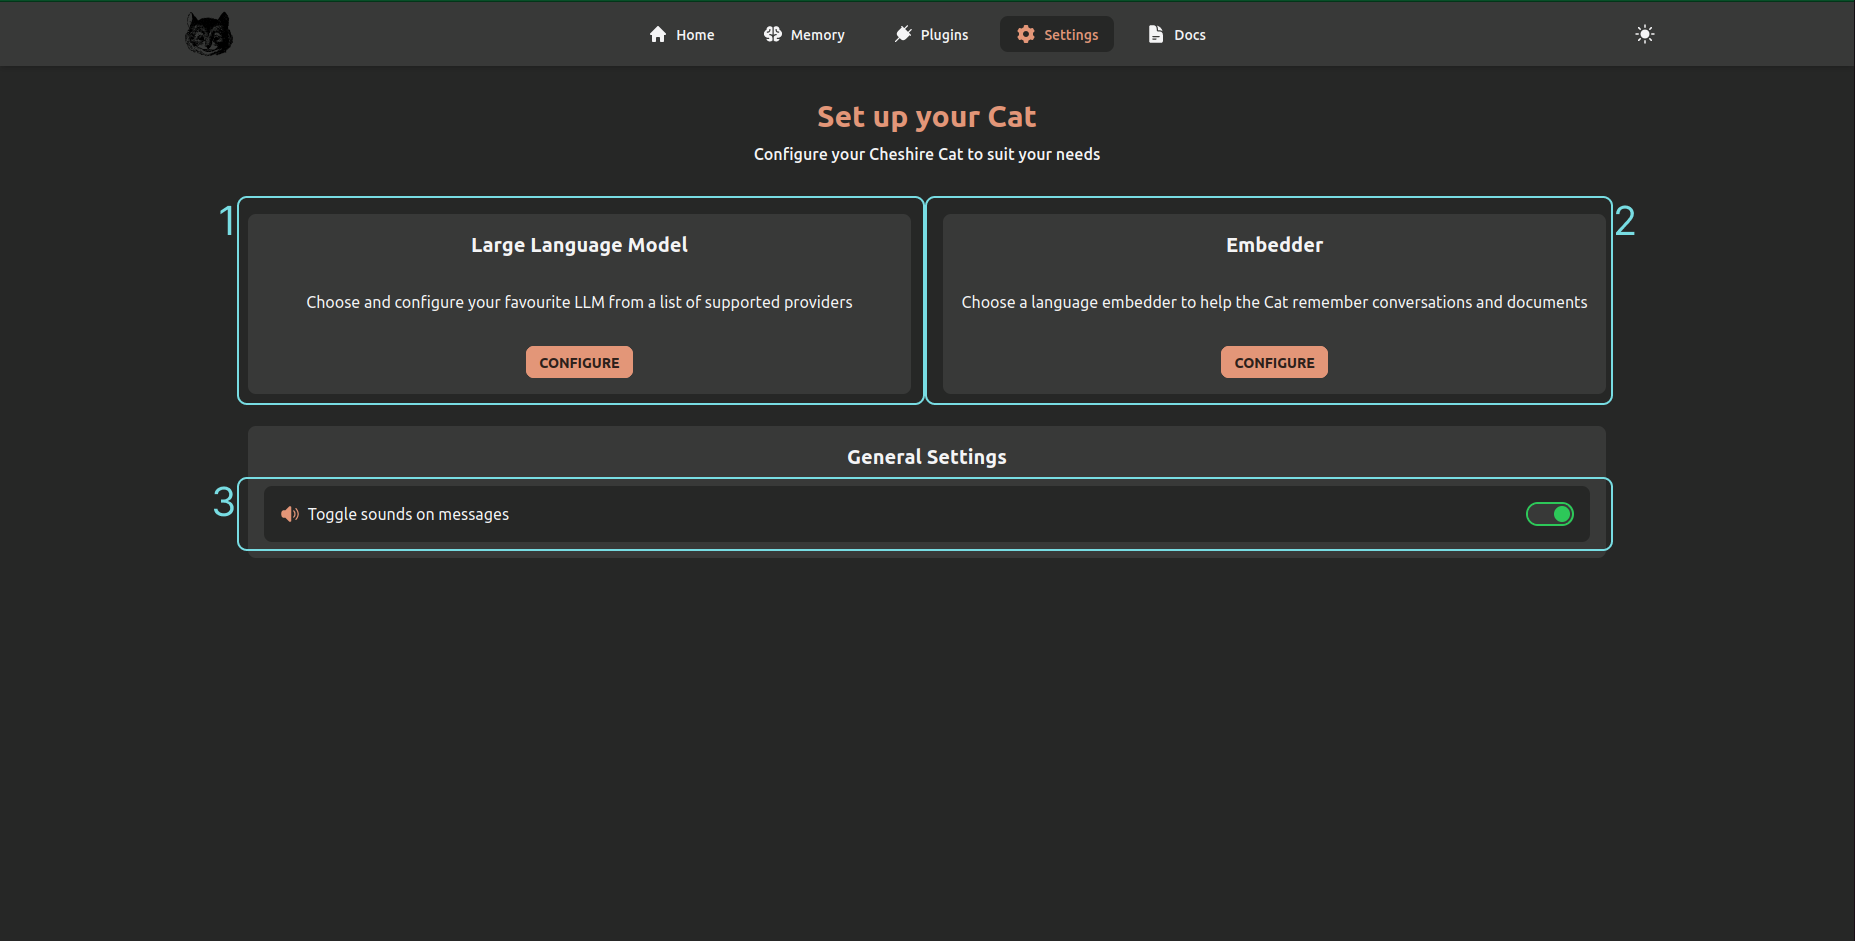 Home Memory Plugins Settings Docs
Set up your Cat
Configure your Cheshire Cat to suit your needs
1
Large Language Model
Choose and configure your favourite LLM from a list of supported providers
CONFIGURE
2
Embedder
Choose a language embedder to help the Cat remember conversations and documents
CONFIGURE
General Settings
3
Toggle sounds on messages